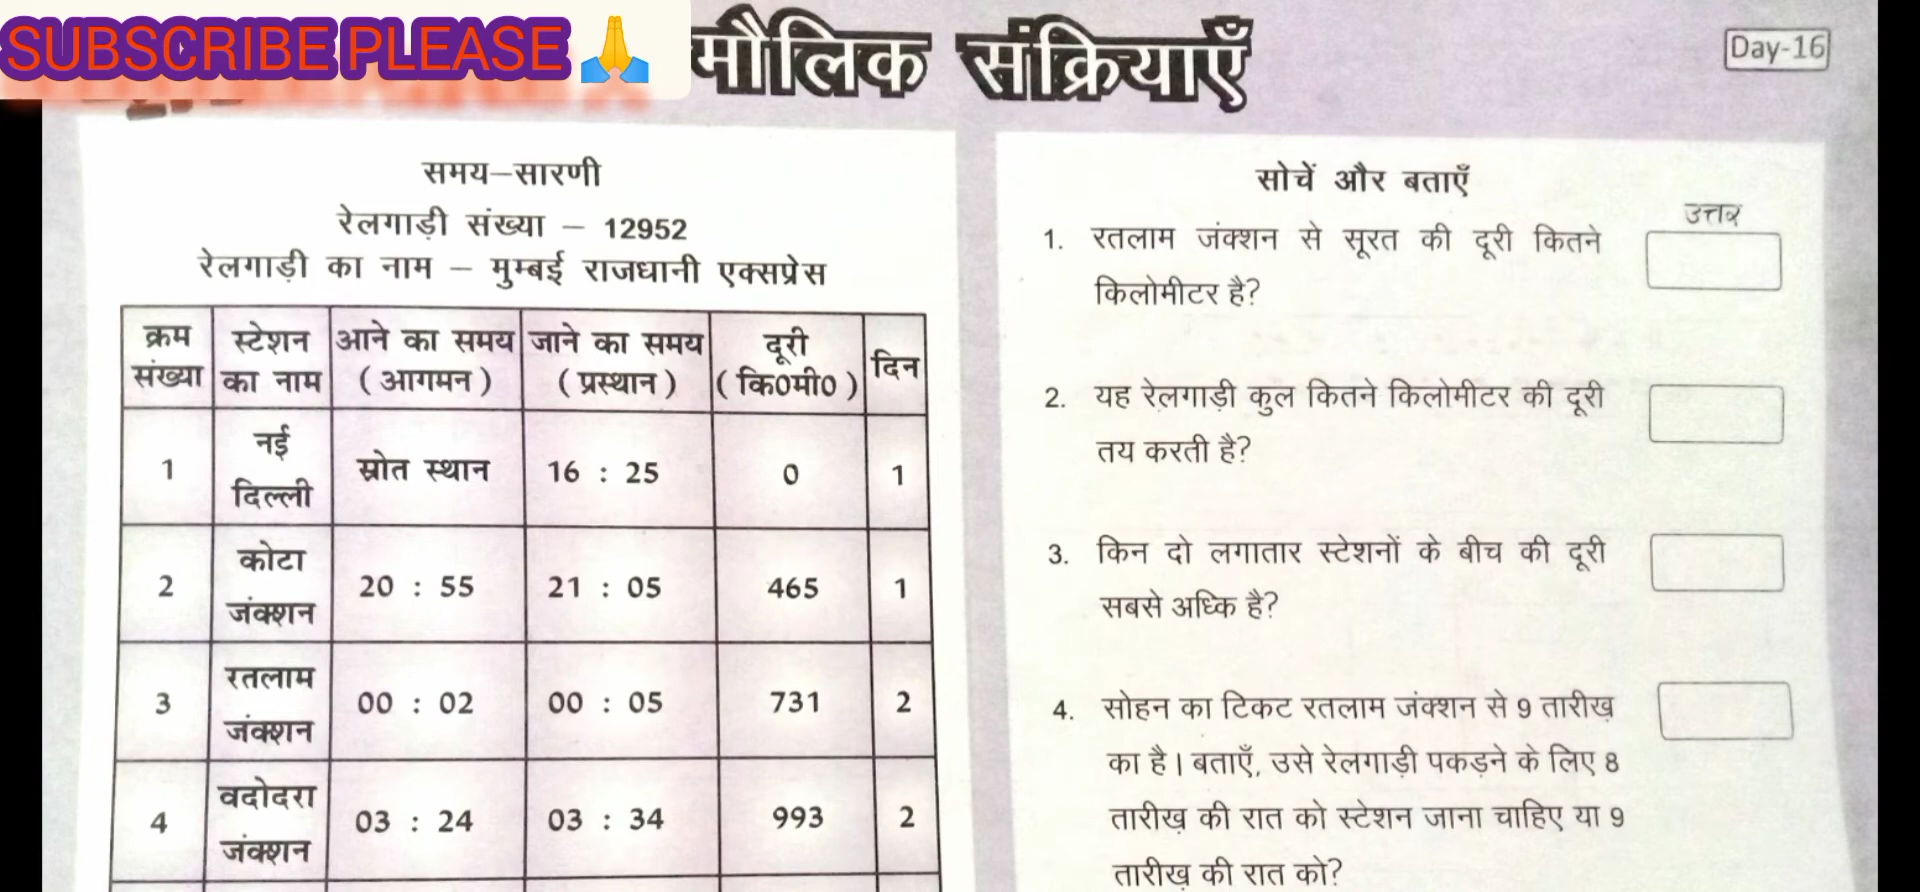 SUBSCRIBE PLEASE 🙏
मौलिक संक्रियाएँ
Day-16
समय–सारणी
रेलगाड़ी संख्या – 12952
रेलगाड़ी का नाम – मुम्बई राजधानी एक्सप्रेस
क्रम संख्या | स्टेशन का नाम | आने का समय (आगमन) | जाने का समय (प्रस्थान) | दूरी (कि0मी0) | दिन
1 | नई दिल्ली | स्रोत स्थान | 16 : 25 | 0 | 1
2 | कोटा जंक्शन | 20 : 55 | 21 : 05 | 465 | 1
3 | रतलाम जंक्शन | 00 : 02 | 00 : 05 | 731 | 2
4 | वदोदरा जंक्शन | 03 : 24 | 03 : 34 | 993 | 2
सोचें और बताएँ
उत्तर
1. रतलाम जंक्शन से सूरत की दूरी कितने
किलोमीटर है?
2. यह रेलगाड़ी कुल कितने किलोमीटर की दूरी
तय करती है?
3. किन दो लगातार स्टेशनों के बीच की दूरी
सबसे अधि्क है?
4. सोहन का टिकट रतलाम जंक्शन से 9 तारीख़
का है। बताएँ, उसे रेलगाड़ी पकड़ने के लिए 8
तारीख़ की रात को स्टेशन जाना चाहिए या 9
तारीख़ की रात को?